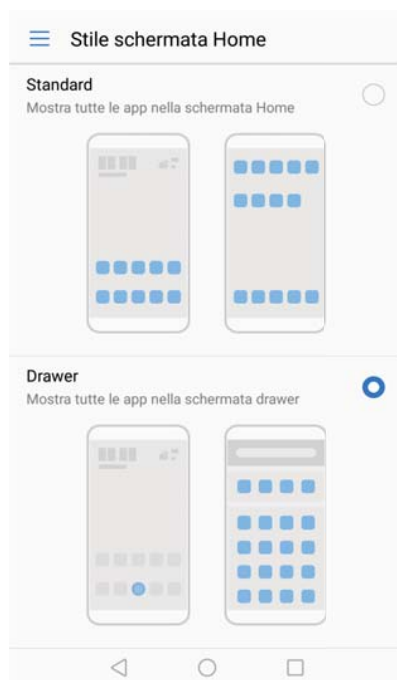 Stile schermata Home
Standard
Mostra tutte le app nella schermata Home
Drawer
Mostra tutte le app nella schermata drawer